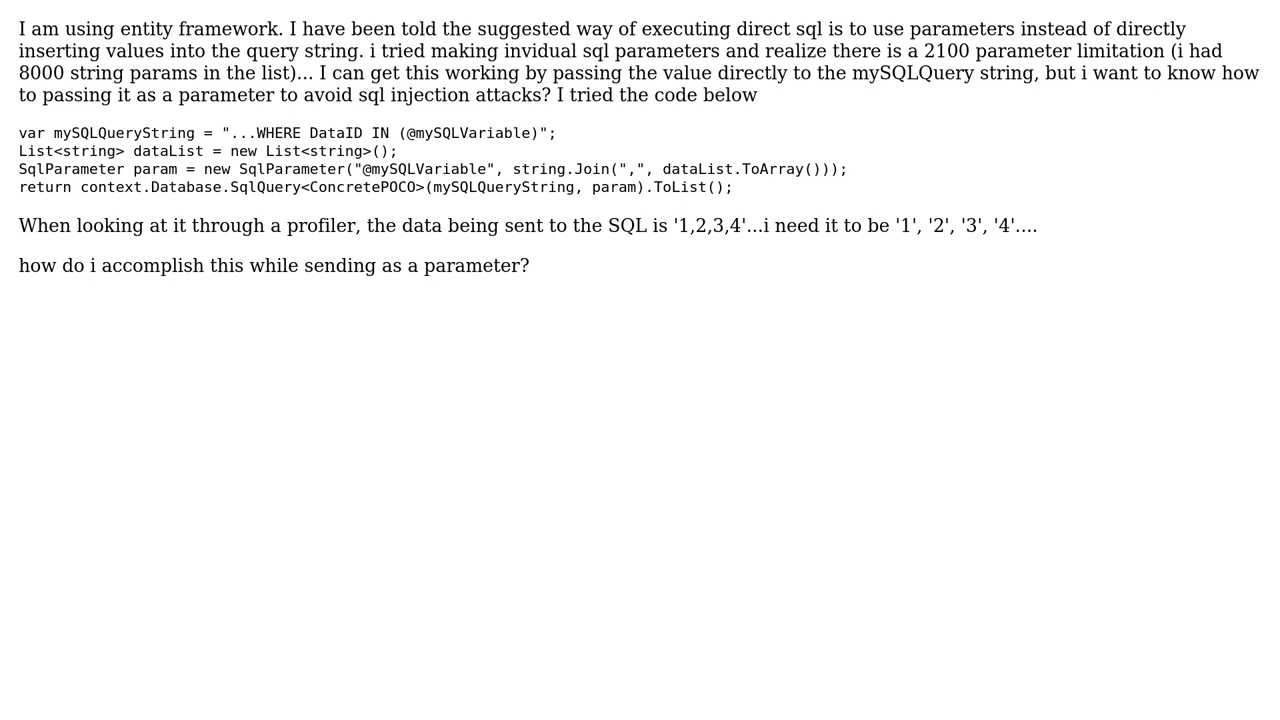 I am using entity framework. I have been told the suggested way of executing direct sql is to use parameters instead of directly
inserting values into the query string. i tried making invidual sql parameters and realize there is a 2100 parameter limitation (i had
8000 string params in the list)... I can get this working by passing the value directly to the mySQLQuery string, but i want to know how
to passing it as a parameter to avoid sql injection attacks? I tried the code below
var mySQLQueryString = "...WHERE DataID IN (@mySQLVariable)";
List<string> dataList = new List<string>();
SqlParameter param = new SqlParameter("@mySQLVariable", string.Join(",", dataList.ToArray()));
return context.Database.SqlQuery<ConcretePOCO>(mySQLQueryString, param).ToList();
When looking at it through a profiler, the data being sent to the SQL is '1,2,3,4'...i need it to be '1', '2', '3', '4'....
how do i accomplish this while sending as a parameter?